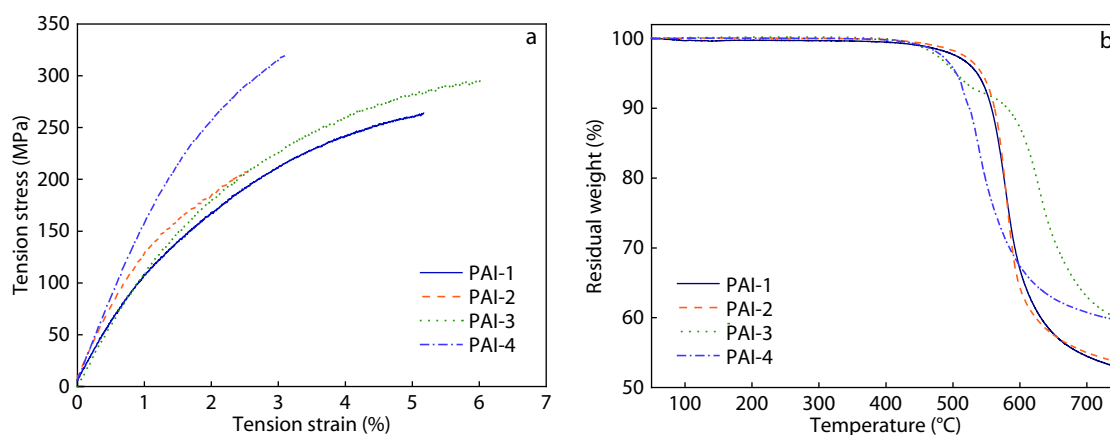 a
350
300
250
200
150
100
50
0
0 1 2 3 4 5 6 7
Tension stress (MPa)
Tension strain (%)
PAI-1
PAI-2
PAI-3
PAI-4
b
100
90
80
70
60
50
100 200 300 400 500 600 700
Residual weight (%)
Temperature (°C)
PAI-1
PAI-2
PAI-3
PAI-4